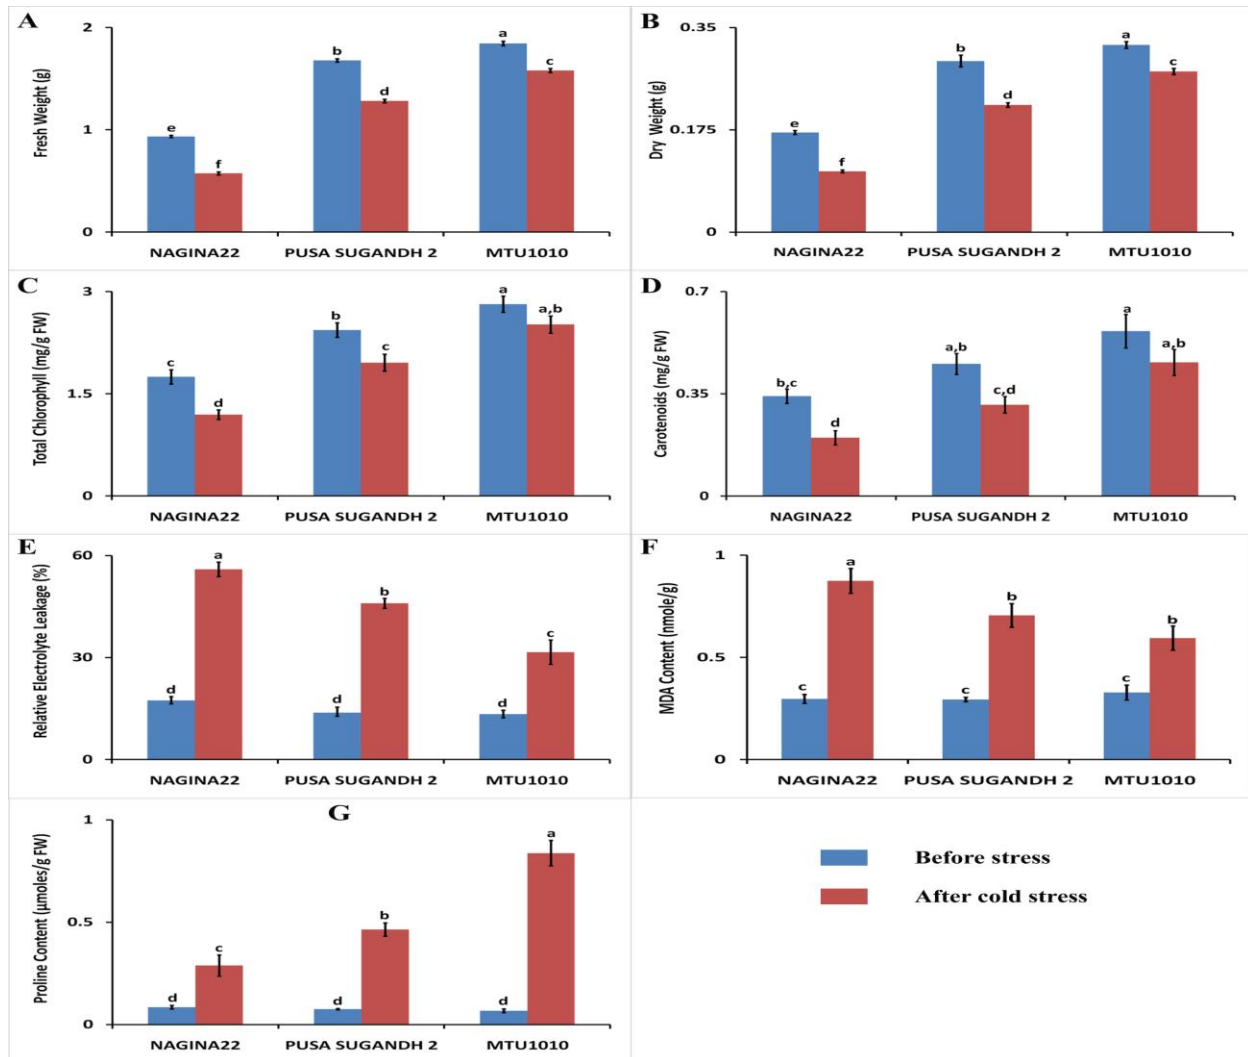 A
Fresh Weight (g)
2
1
0
e
f
b
d
a
c
NAGINA22 PUSA SUGANDH 2 MTU1010
B
Dry Weight (g)
0.35
0.175
0
e
f
b
d
a
c
NAGINA22 PUSA SUGANDH 2 MTU1010
C
Total Chlorophyll (mg/g FW)
3
1.5
0
c
d
b
c
a
a,b
NAGINA22 PUSA SUGANDH 2 MTU1010
D
Carotenoids (mg/g FW)
0.7
0.35
0
b,c
d
a,b
c,d
a
a,b
NAGINA22 PUSA SUGANDH 2 MTU1010
E
Relative Electrolyte Leakage (%)
60
30
0
d
a
d
b
d
c
NAGINA22 PUSA SUGANDH 2 MTU1010
F
MDA Content (nmole/g)
1
0.5
0
c
a
c
b
c
b
NAGINA22 PUSA SUGANDH 2 MTU1010
G
Proline Content (µmoles/g FW)
1
0.5
0
d
c
d
b
d
a
NAGINA22 PUSA SUGANDH 2 MTU1010
Before stress
After cold stress